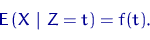 E (X | Z = t) = f(t).